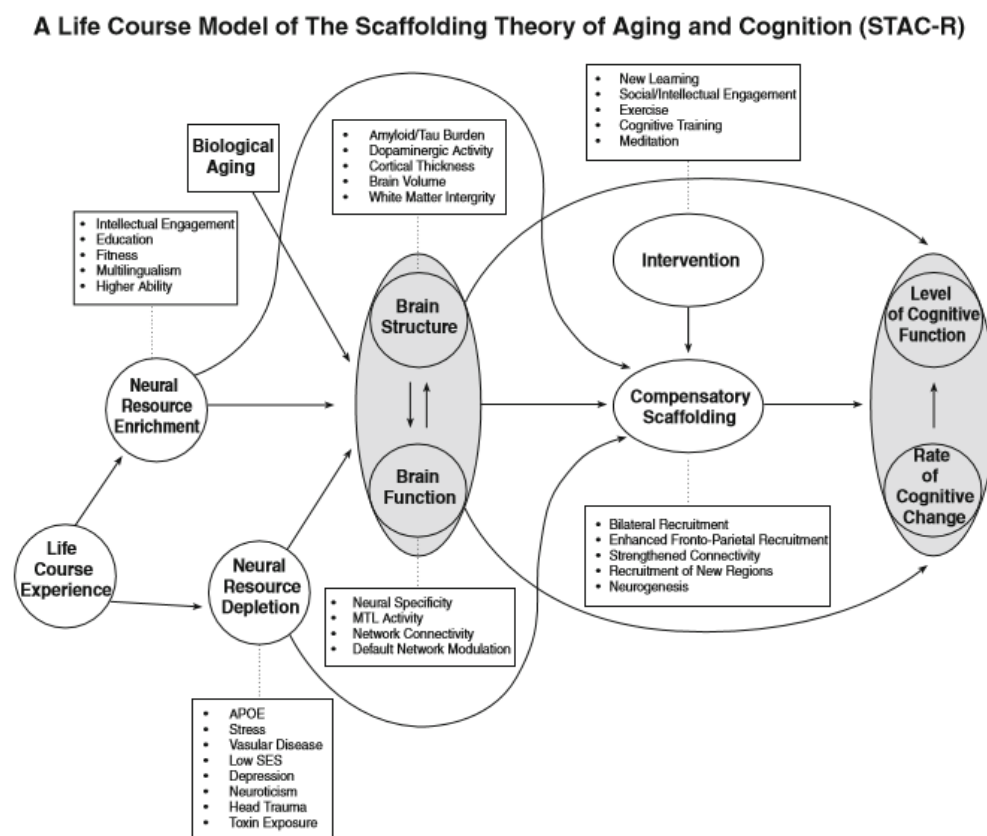 A Life Course Model of The Scaffolding Theory of Aging and Cognition (STAC-R)
• New Learning
• Social/Intellectual Engagement
• Exercise
• Cognitive Training
• Meditation
Biological
Aging
• Amyloid/Tau Burden
• Dopaminergic Activity
• Cortical Thickness
• Brain Volume
• White Matter Intergrity
• Intellectual Engagement
• Education
• Fitness
• Multilingualism
• Higher Ability
Intervention
Brain
Structure
Level
of Cognitive
Function
Neural
Resource
Enrichment
Compensatory
Scaffolding
Brain
Function
Rate
of
Cognitive
Change
Life
Course
Experience
Neural
Resource
Depletion
• Bilateral Recruitment
• Enhanced Fronto-Parietal Recruitment
• Strengthened Connectivity
• Recruitment of New Regions
• Neurogenesis
• Neural Specificity
• MTL Activity
• Network Connectivity
• Default Network Modulation
• APOE
• Stress
• Vasular Disease
• Low SES
• Depression
• Neuroticism
• Head Trauma
• Toxin Exposure